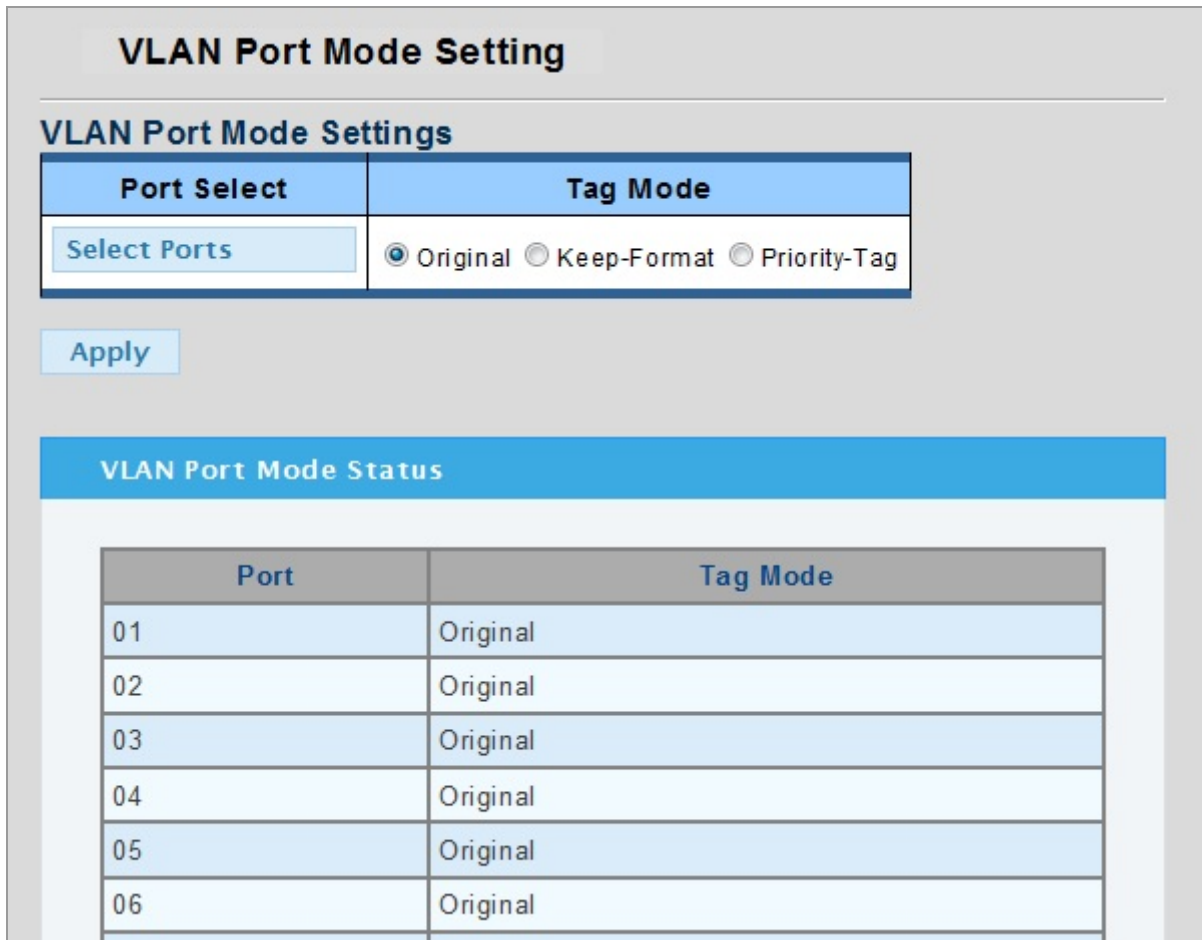 VLAN Port Mode Setting
VLAN Port Mode Settings
Port Select Tag Mode
Select Ports Original Keep-Format Priority-Tag
Apply
VLAN Port Mode Status
Port Tag Mode
01 Original
02 Original
03 Original
04 Original
05 Original
06 Original